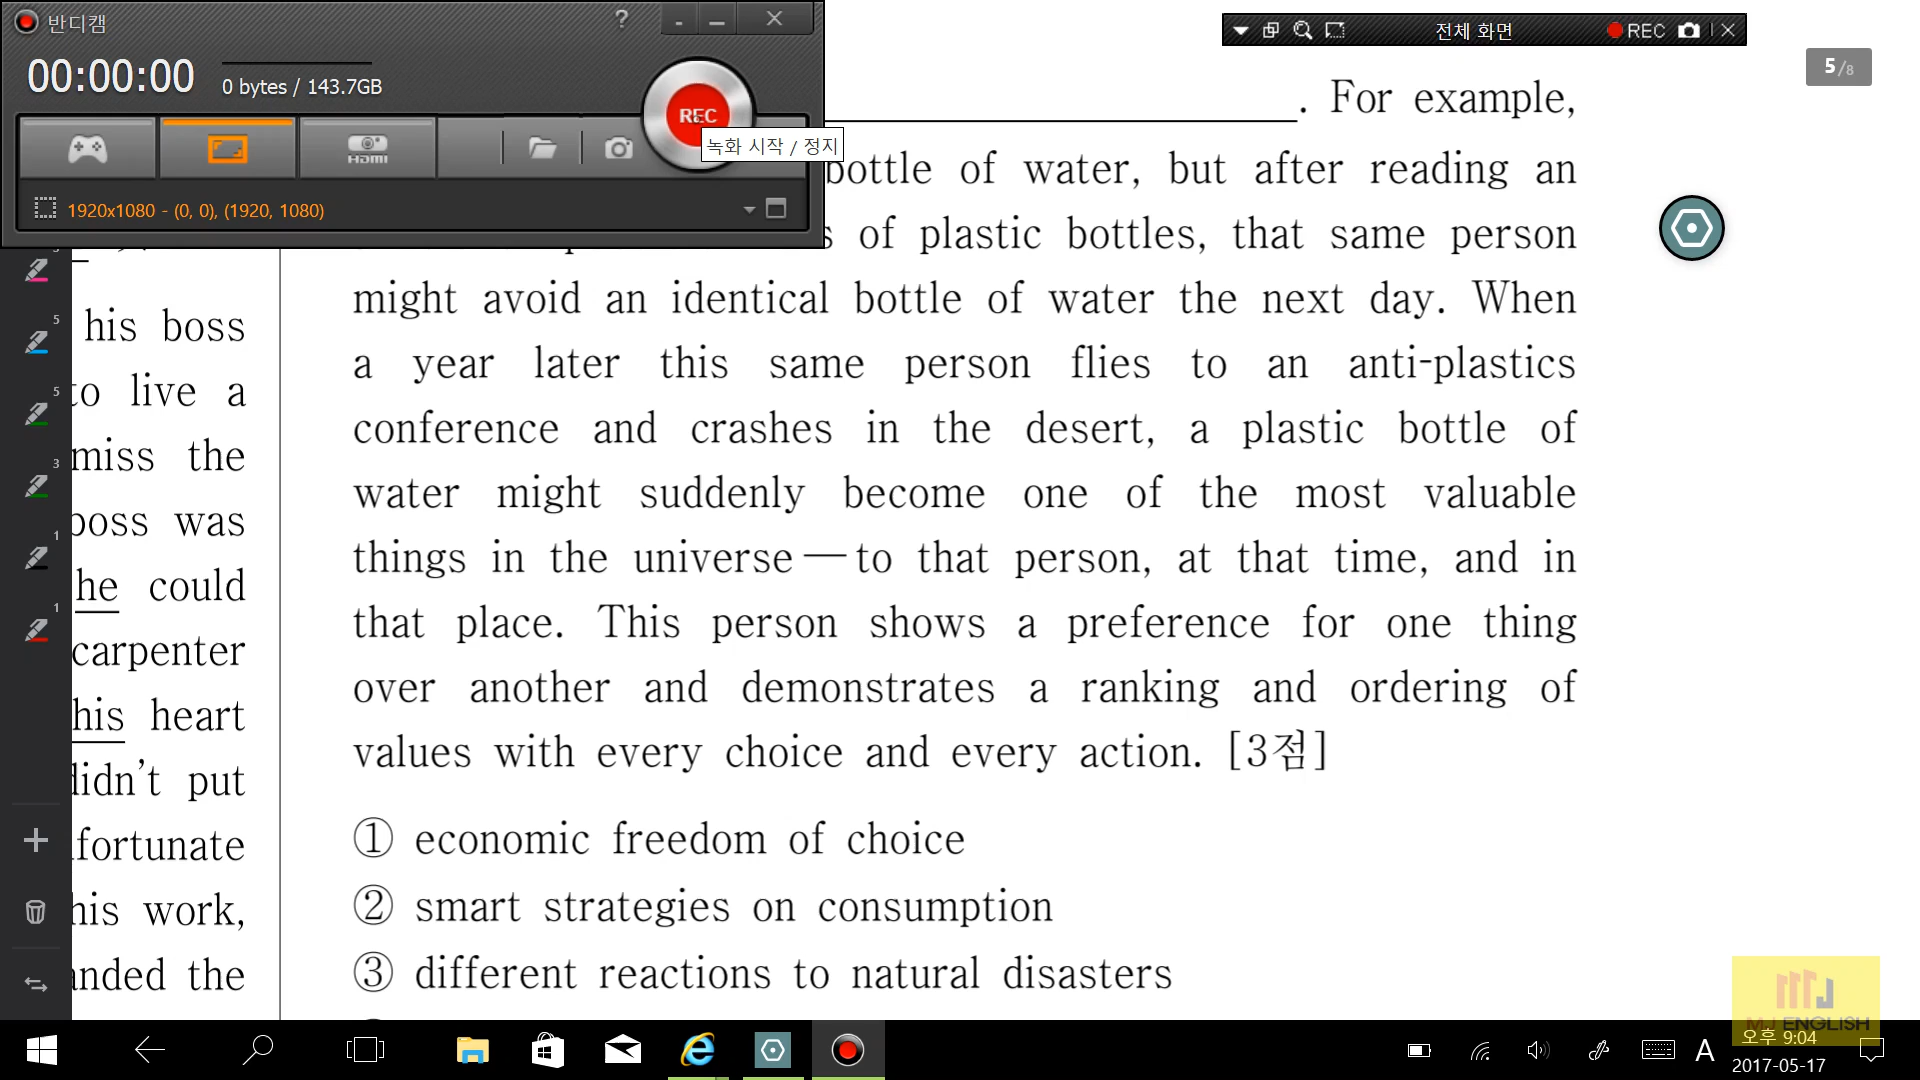 반디캠
?
00:00:00
0 bytes / 143.7GB
REC
HDMI
녹화 시작 / 정지
1920x1080 - (0, 0), (1920, 1080)
전체 화면
REC
5/8
. For example,
bottle of water, but after reading an
of plastic bottles, that same person
might avoid an identical bottle of water the next day. When
a year later this same person flies to an anti-plastics
conference and crashes in the desert, a plastic bottle of
water might suddenly become one of the most valuable
things in the universe — to that person, at that time, and in
that place. This person shows a preference for one thing
over another and demonstrates a ranking and ordering of
values with every choice and every action. [3점]
① economic freedom of choice
② smart strategies on consumption
③ different reactions to natural disasters
his boss
to live a
miss the
boss was
he could
carpenter
his heart
didn't put
fortunate
his work,
anded the
5
5
3
1
1
MJ ENGLISH
A
오후 9:04
2017-05-17